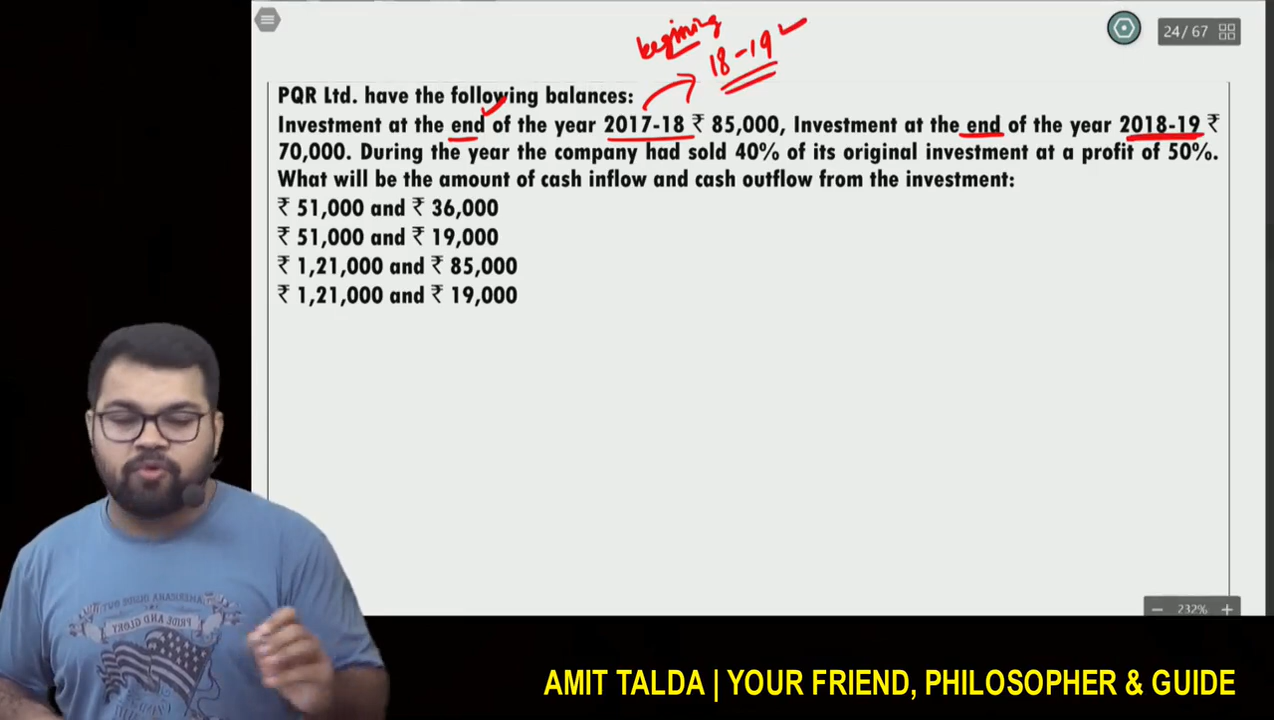 begining
18-19
24/67
PQR Ltd. have the following balances:
Investment at the end of the year 2017-18 ₹ 85,000, Investment at the end of the year 2018-19 ₹
70,000. During the year the company had sold 40% of its original investment at a profit of 50%.
What will be the amount of cash inflow and cash outflow from the investment:
₹ 51,000 and ₹ 36,000
₹ 51,000 and ₹ 19,000
₹ 1,21,000 and ₹ 85,000
₹ 1,21,000 and ₹ 19,000
232%
PRIDE AND GLORY
AMIT TALDA | YOUR FRIEND, PHILOSOPHER & GUIDE